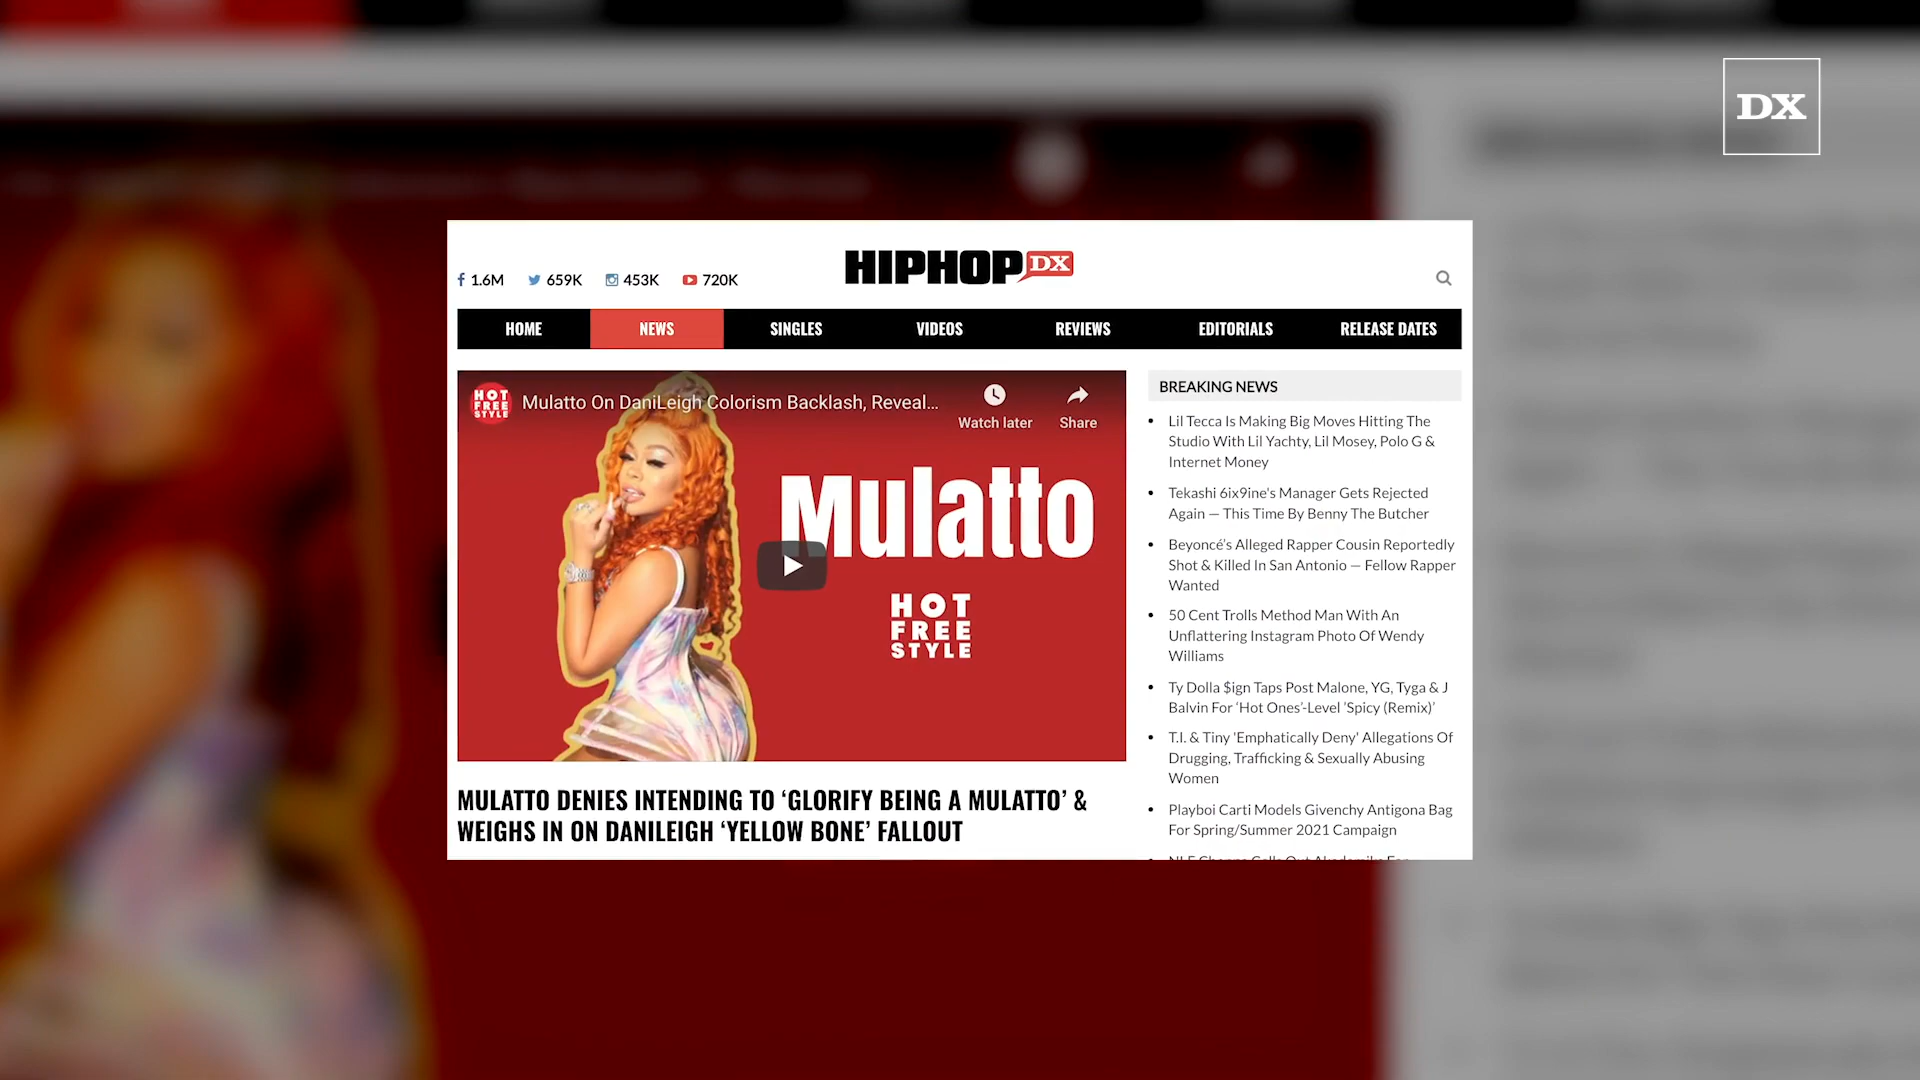 DX
1.6M 659K 453K 720K
HIPHOPDX
HOME NEWS SINGLES VIDEOS REVIEWS EDITORIALS RELEASE DATES
HOT
FREE
STYLE
Mulatto On DaniLeigh Colorism Backlash, Reveal...
Watch later Share
Mulatto
HOT
FREE
STYLE
MULATTO DENIES INTENDING TO ‘GLORIFY BEING A MULATTO’ &
WEIGHS IN ON DANILEIGH ‘YELLOW BONE’ FALLOUT
BREAKING NEWS
Lil Tecca Is Making Big Moves Hitting The
Studio With Lil Yachty, Lil Mosey, Polo G &
Internet Money
Tekashi 6ix9ine's Manager Gets Rejected
Again — This Time By Benny The Butcher
Beyoncé’s Alleged Rapper Cousin Reportedly
Shot & Killed In San Antonio — Fellow Rapper
Wanted
50 Cent Trolls Method Man With An
Unflattering Instagram Photo Of Wendy
Williams
Ty Dolla $ign Taps Post Malone, YG, Tyga & J
Balvin For ‘Hot Ones’-Level ’Spicy (Remix)’
T.I. & Tiny 'Emphatically Deny' Allegations Of
Drugging, Trafficking & Sexually Abusing
Women
Playboi Carti Models Givenchy Antigona Bag
For Spring/Summer 2021 Campaign